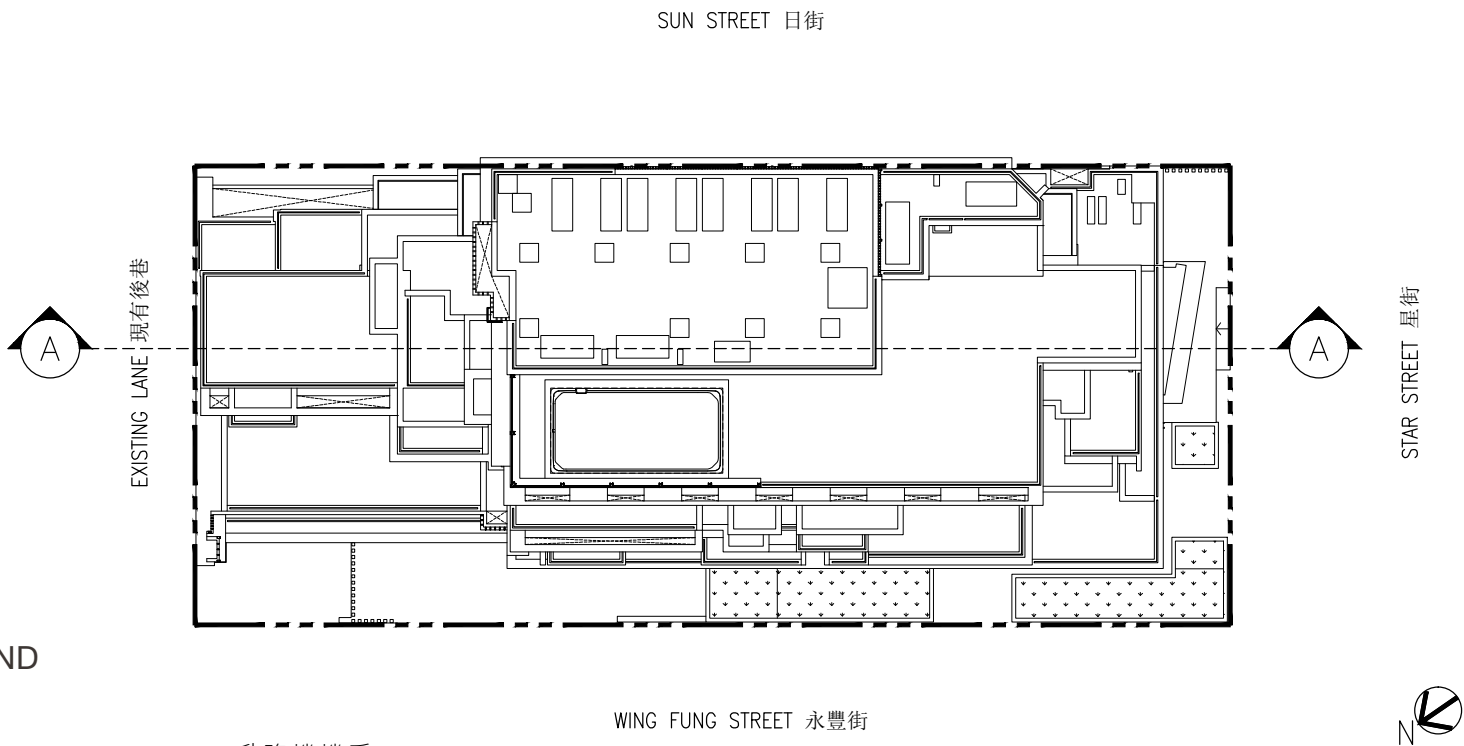 SUN STREET 日街
EXISTING LANE 現有後巷
A
A
STAR STREET 星街
ND
WING FUNG STREET 永豐街
N